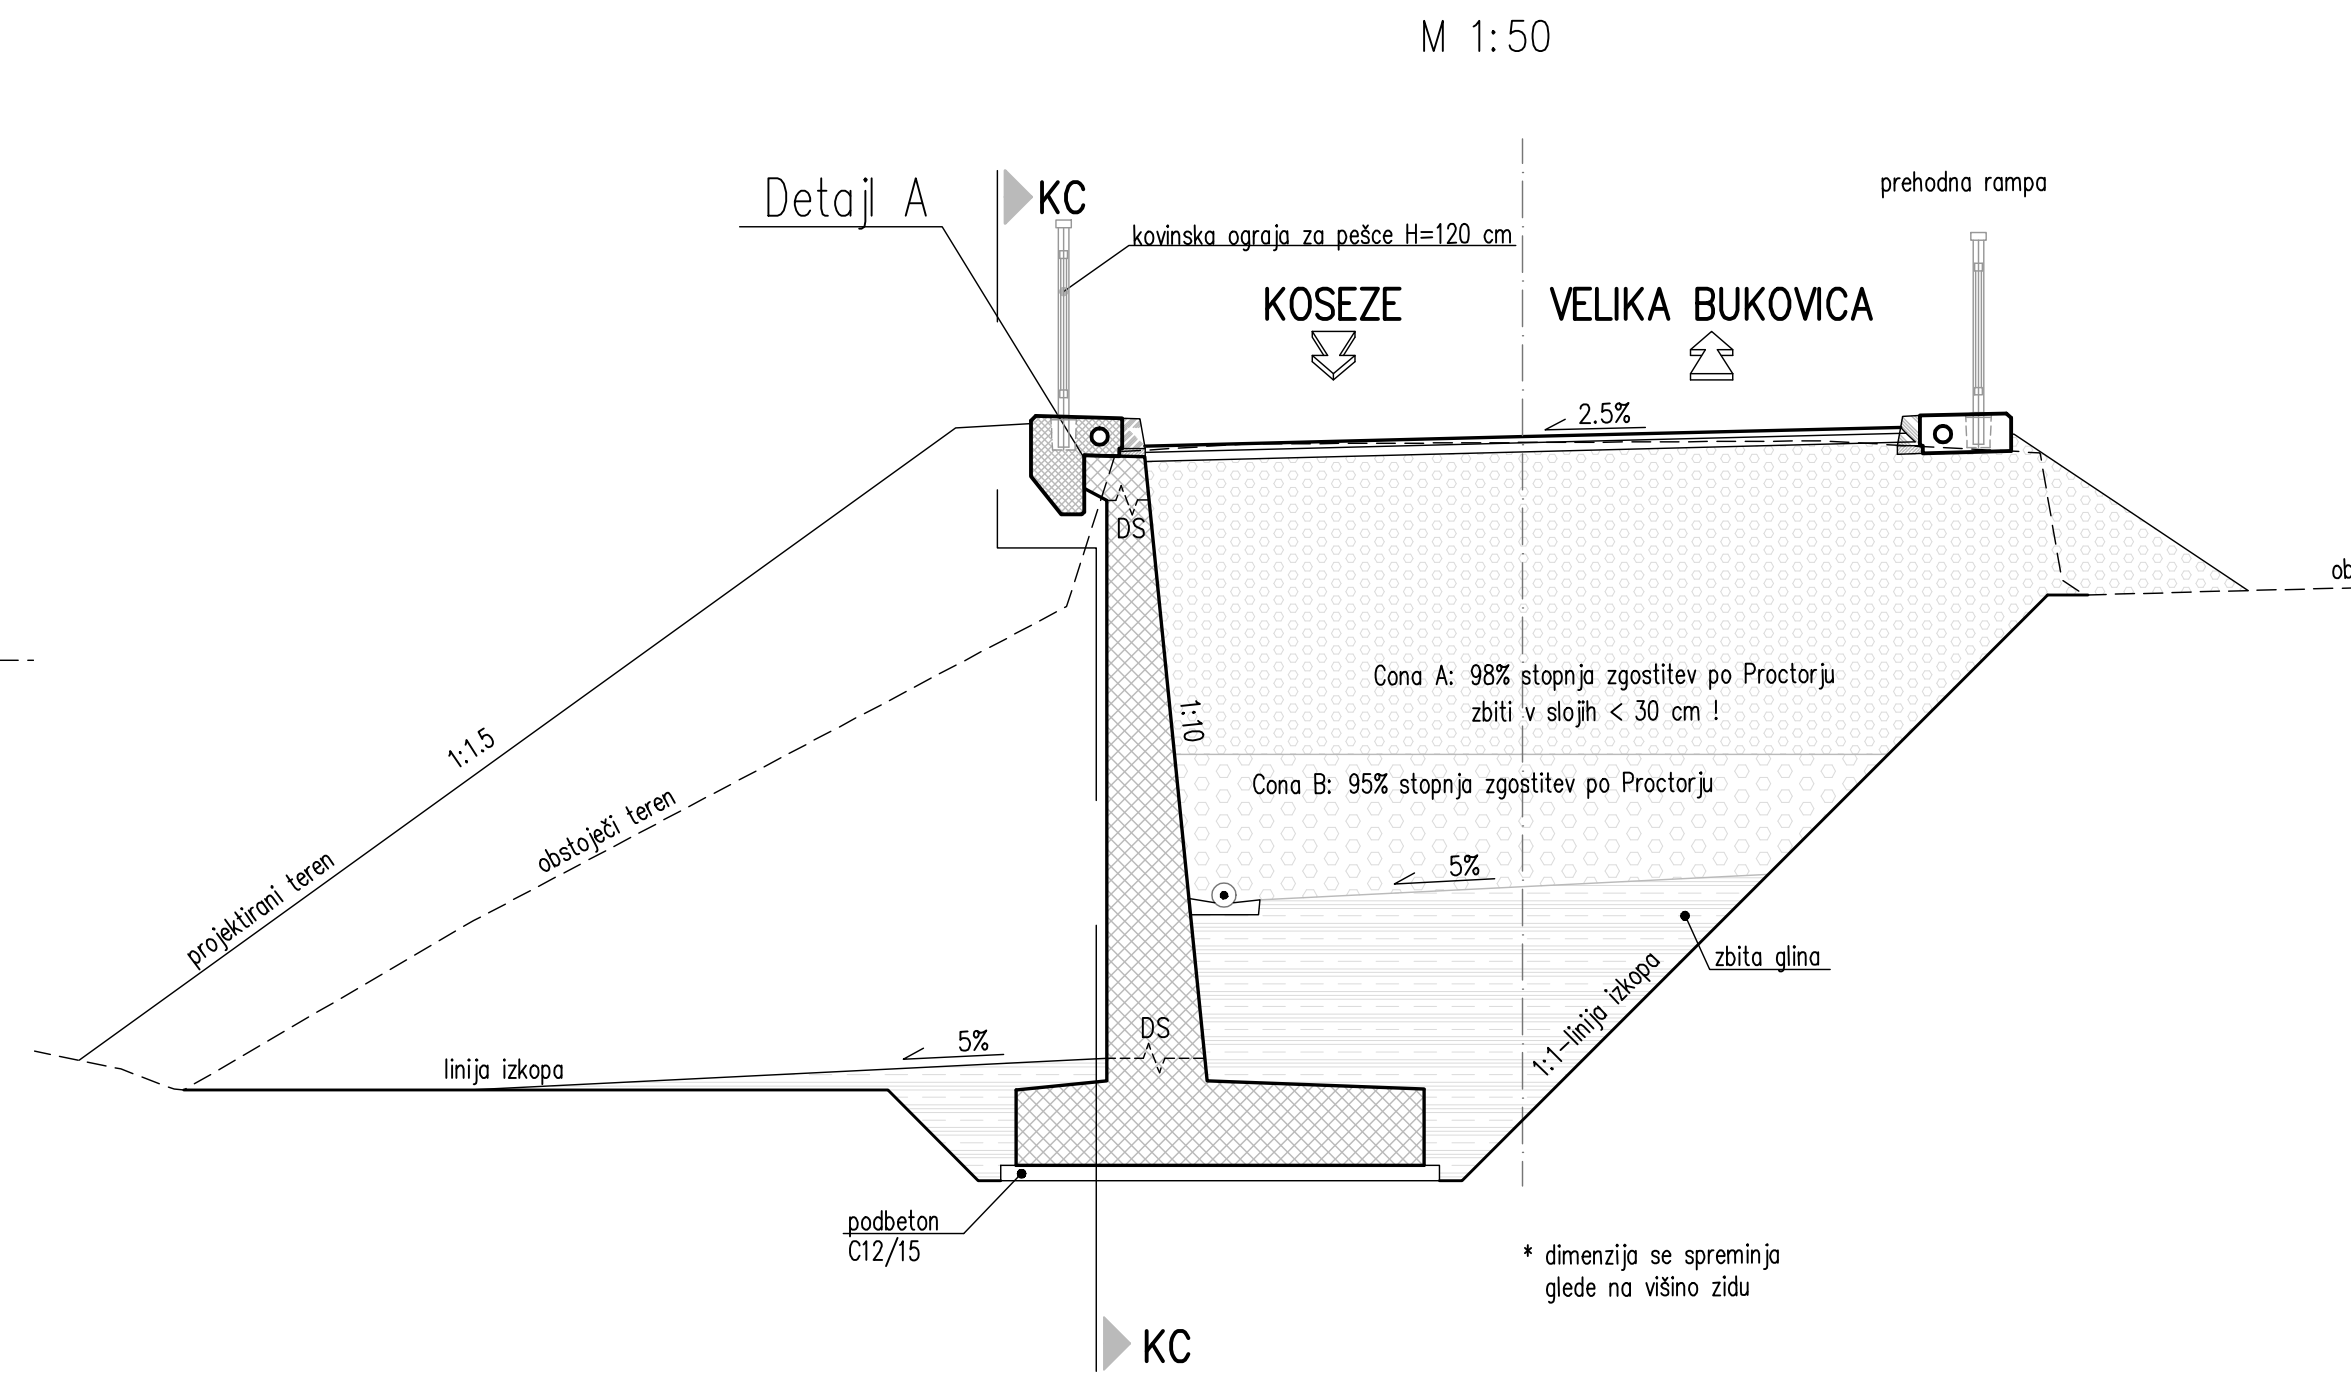 M 1:50
Detajl A
KC
prehodna rampa
kovinska ograja za pešce H=120 cm
KOSEZE
VELIKA BUKOVICA
2.5%
DS
ob
Cona A: 98% stopnja zgostitev po Proctorju
zbiti v slojih < 30 cm !
1:10
1:1.5
Cona B: 95% stopnja zgostitev po Proctorju
obstoječi teren
5%
projektirani teren
zbita glina
1:1-linija izkopa
DS
5%
linija izkopa
podbeton
C12/15
* dimenzija se spreminja
glede na višino zidu
KC